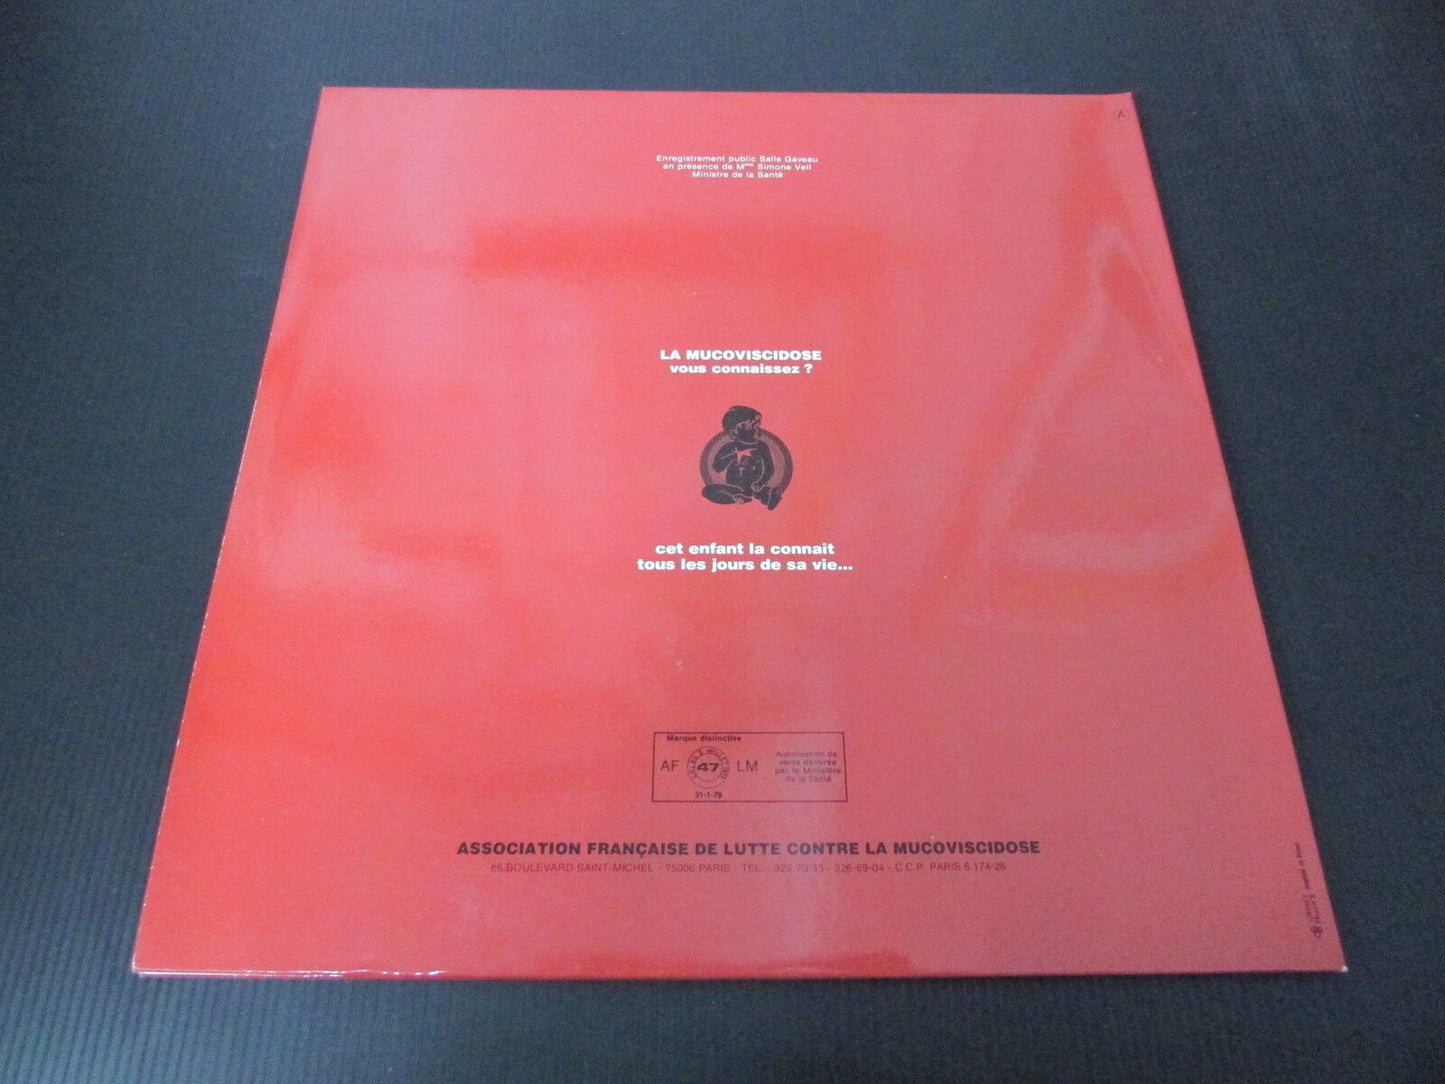 A
Enregistrement public Salle Gaveau
en présence de Mme Simone Veil
Ministre de la Santé
LA MUCOVISCIDOSE
vous connaissez ?
cet enfant la connaît
tous les jours de sa vie...
Marque distinctive
AF 47 LM
31-1-79
Autorisation de
vente délivrée
par le Ministère
de la Santé
ASSOCIATION FRANÇAISE DE LUTTE CONTRE LA MUCOVISCIDOSE
66, BOULEVARD SAINT-MICHEL - 75006 PARIS - TEL. : 329-70-33 - 326-69-04 - C.C.P. PARIS 6.174-26